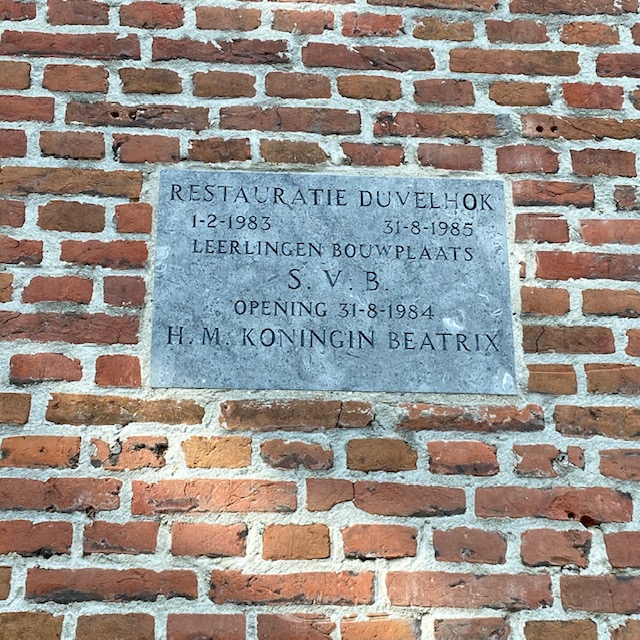 RESTAURATIE DUVELHOK
1-2-1983 31-8-1985
LEERLINGEN BOUWPLAATS
S. V. B.
OPENING 31-8-1984
H. M. KONINGIN BEATRIX